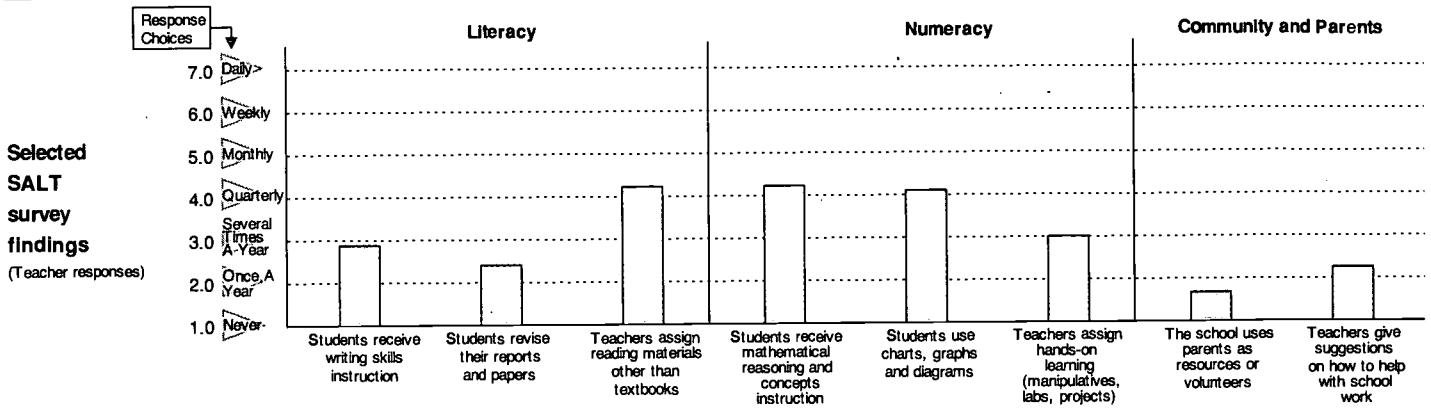 Response
Choices
Literacy
Numeracy
Community and Parents
Selected
SALT
survey
findings
(Teacher responses)
7.0 Daily>
6.0 Weekly
5.0 Monthly
4.0 Quarterly
Several
Times
3.0 A-Year
Once A
2.0 Year
1.0 Never-
Students receive
writing skills
instruction
Students revise
their reports
and papers
Teachers assign
reading materials
other than
textbooks
Students receive
mathematical
reasoning and
concepts
instruction
Students use
charts, graphs
and diagrams
Teachers assign
hands-on
learning
(manipulatives,
labs, projects)
The school uses
parents as
resources or
volunteers
Teachers give
suggestions
on how to help
with school
work